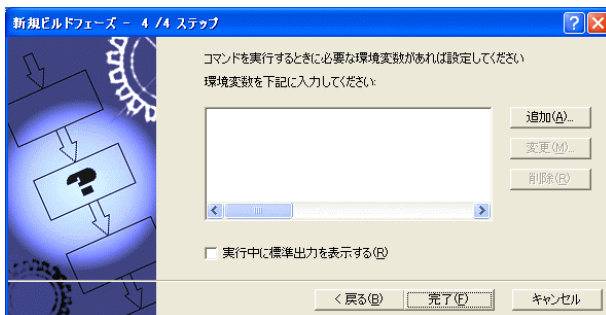 新規ビルドフェーズ - 4 /4 ステップ
コマンドを実行するときに必要な環境変数があれば設定してください
環境変数を下記に入力してください:
追加(A)...
変更(M)...
削除(R)
実行中に標準出力を表示する(R)
< 戻る(B)
完了(F)
キャンセル